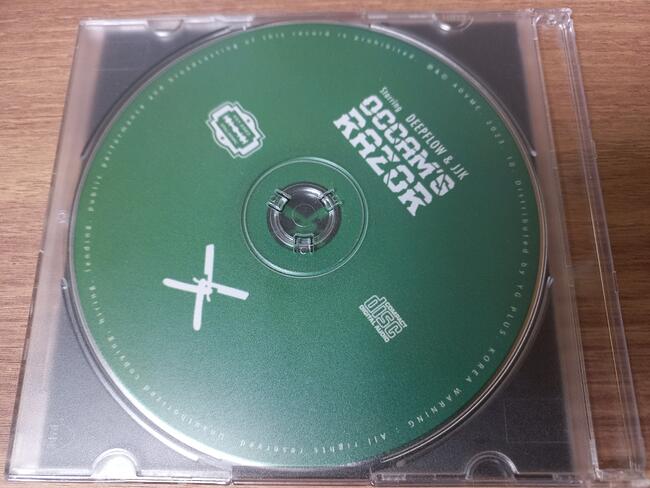 Starring DEEPFLOW & JJK
OCCAM'S
RAZOR
COMPACT
disc
DIGITAL AUDIO
Distributed by YG PLUS KOREA WARNING : All rights reserved Unauthorized copying, hiring, lending, public performance and broadcasting of this record is prohibited.